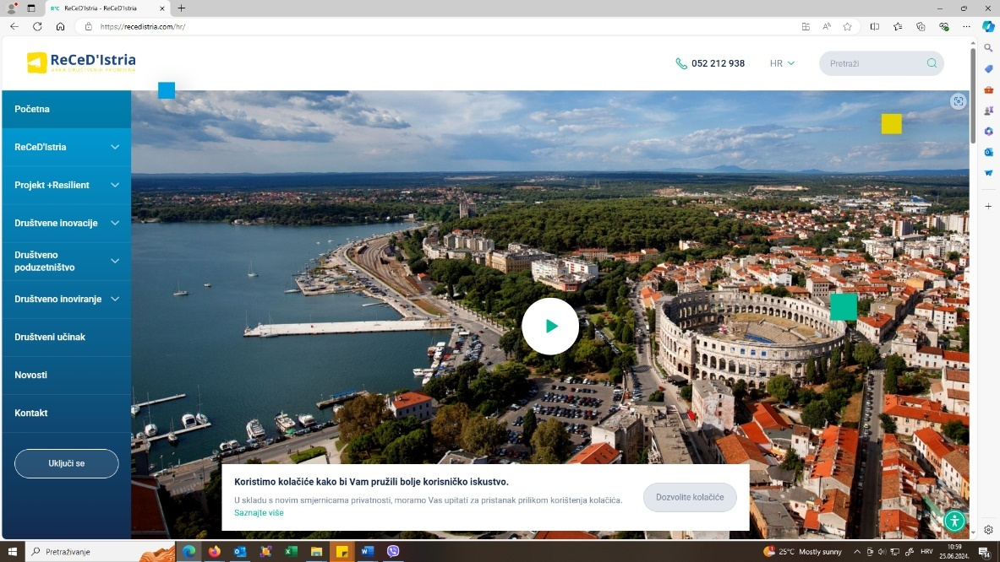 ReCeD'Istria - ReCeD'Istria
https://recedistria.com/hr/
ReCeD'Istria
052 212 938
HR
Pretraži
Početna
ReCeD'Istria
Projekt +Resilient
Društvene inovacije
Društveno
poduzetništvo
Društveno inoviranje
Društveni učinak
Novosti
Kontakt
Uključi se
Koristimo kolačiće kako bi Vam pružili bolje korisničko iskustvo.
U skladu s novim smjernicama privatnosti, moramo Vas upitati za pristanak prilikom korištenja kolačića.
Saznajte više
Dozvolite kolačiće
Pretraživanje
25°C Mostly sunny
HRV
10:59
25.06.2024.